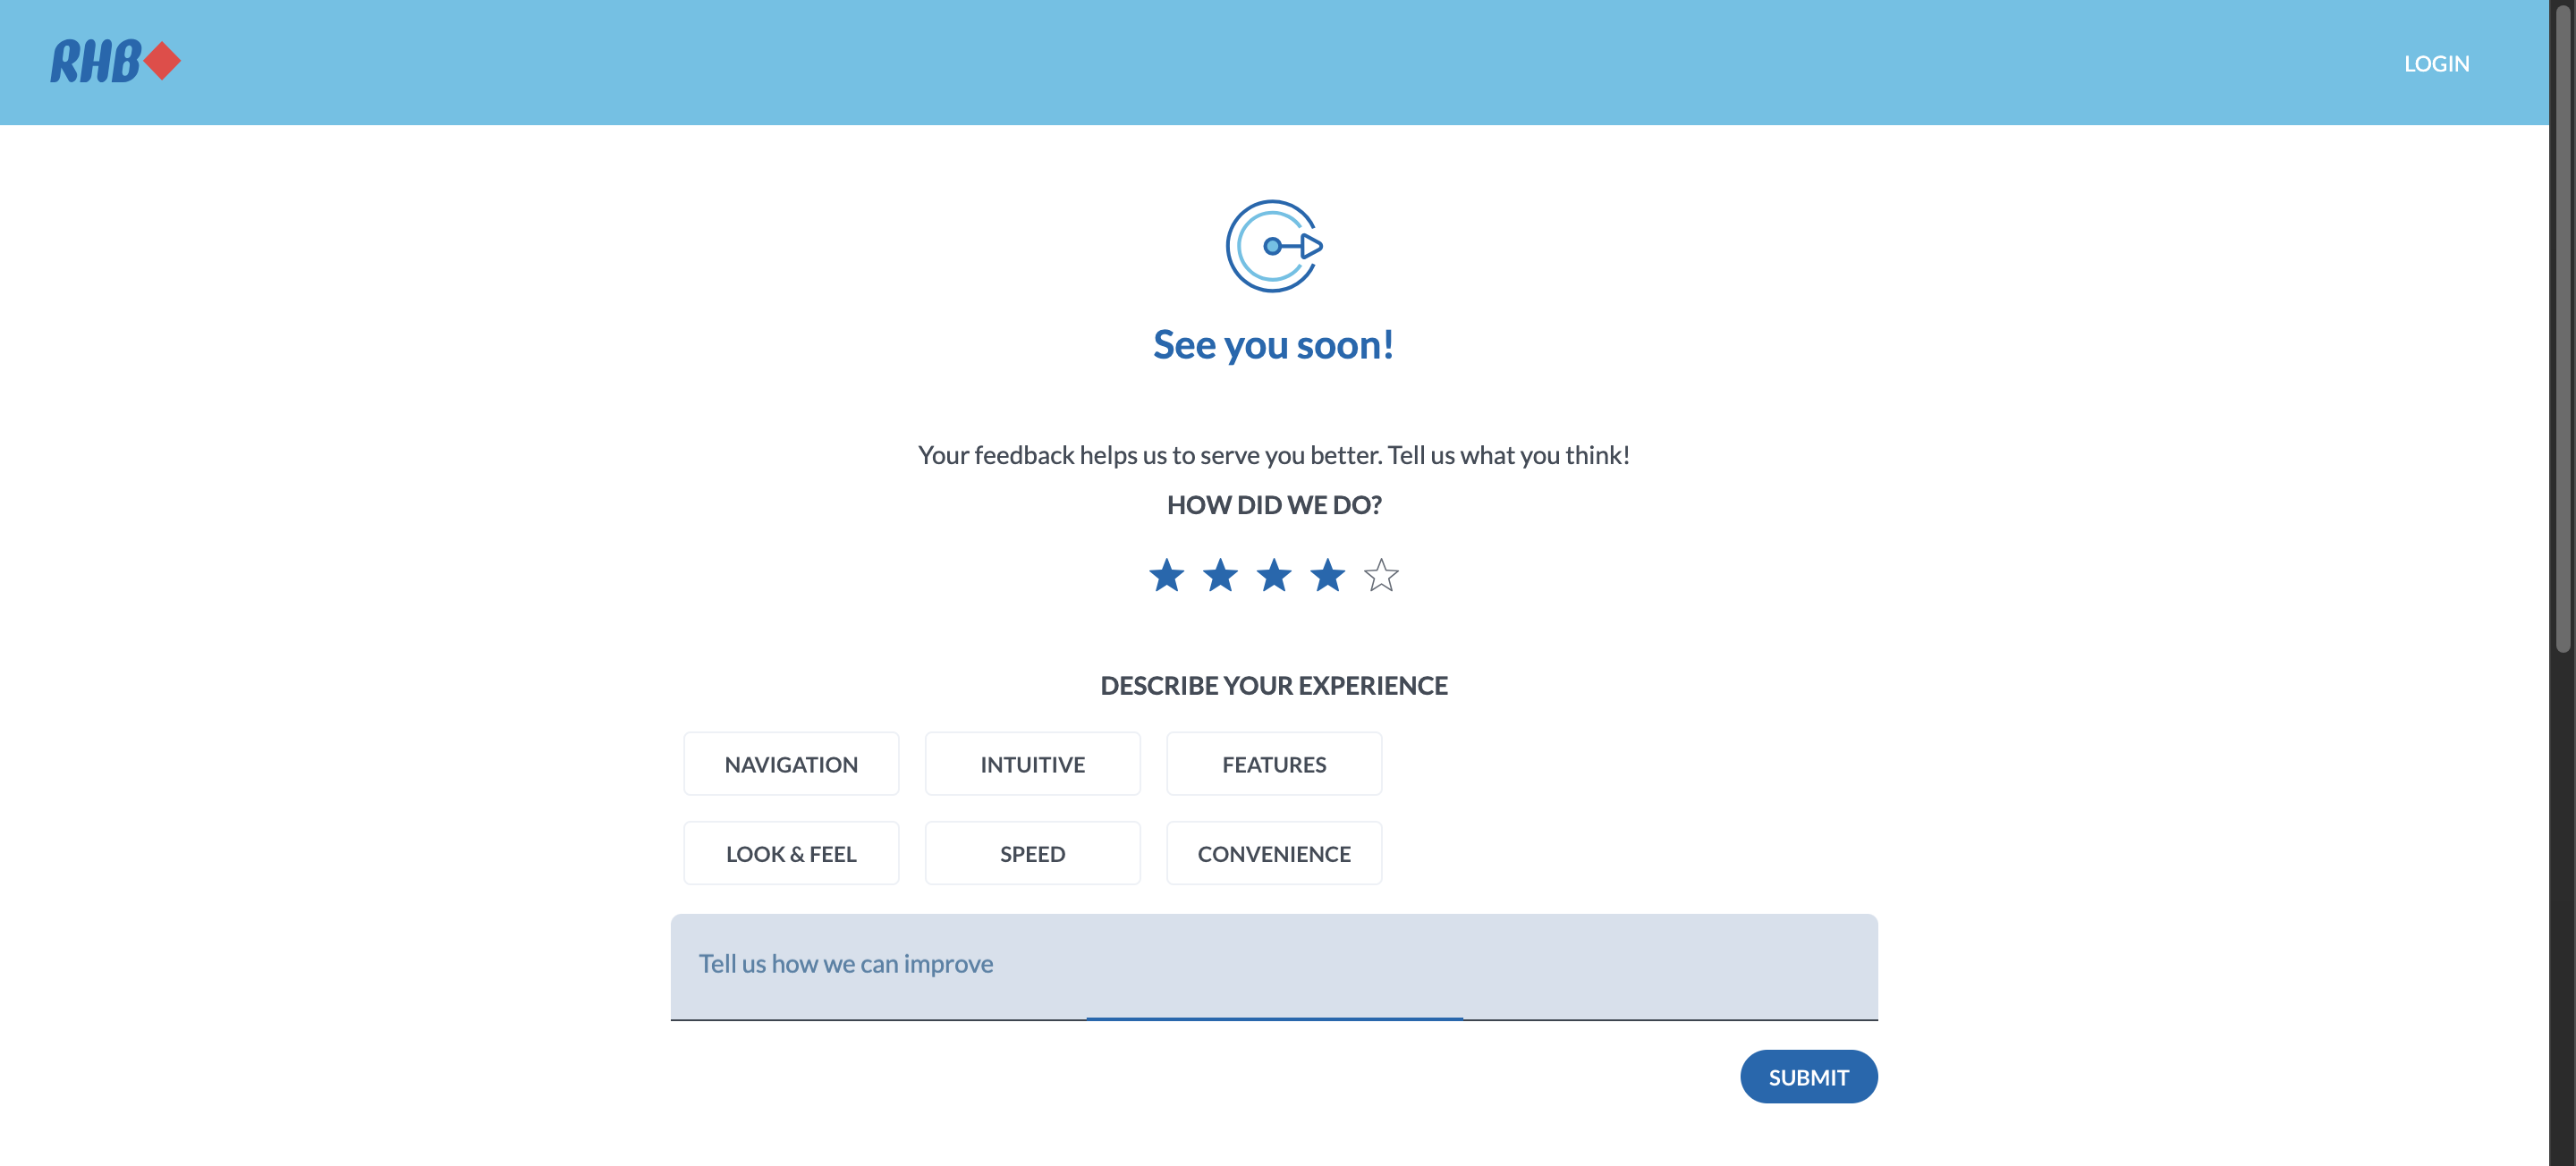 RHB
LOGIN
See you soon!
Your feedback helps us to serve you better. Tell us what you think!
HOW DID WE DO?
DESCRIBE YOUR EXPERIENCE
NAVIGATION INTUITIVE FEATURES
LOOK & FEEL SPEED CONVENIENCE
Tell us how we can improve
SUBMIT